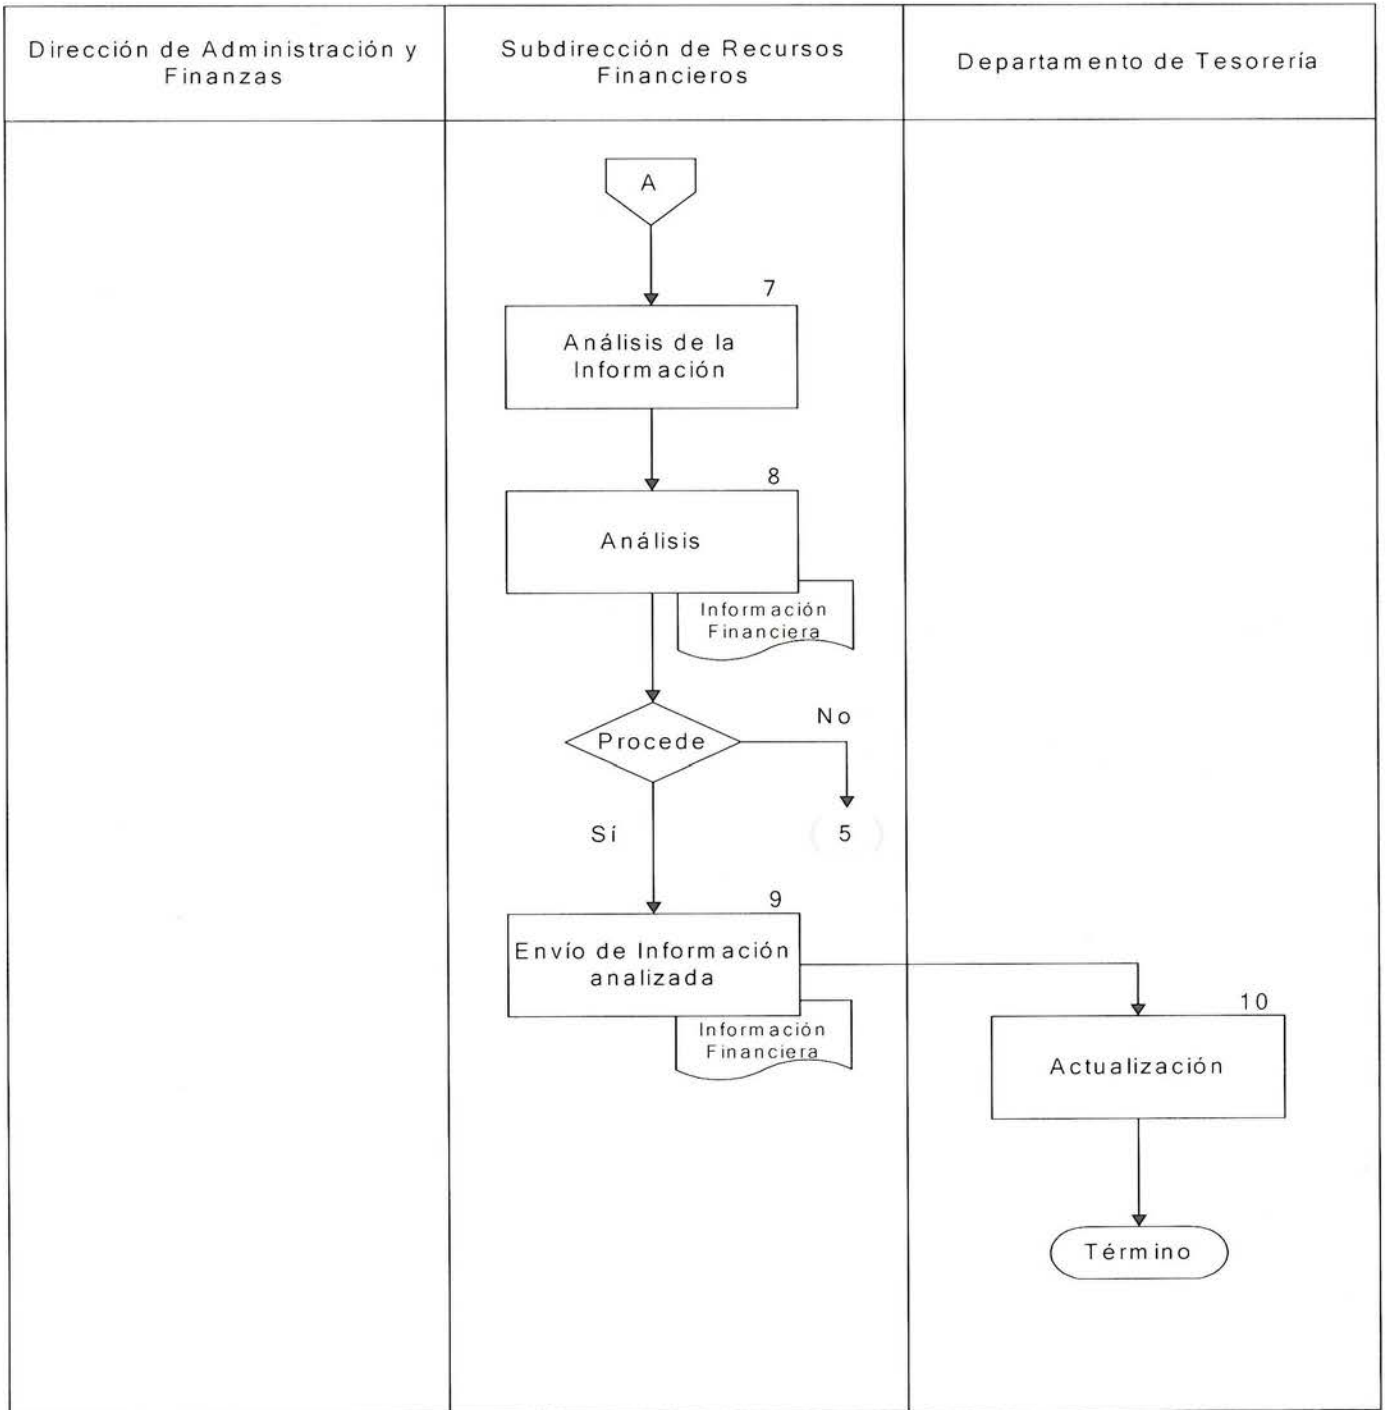 Dirección de Administración y
Finanzas
Subdirección de Recursos
Financieros
Departamento de Tesorería
A
7
Análisis de la
Información
8
Análisis
Información
Financiera
Procede
No
Sí
5
9
Envío de Información
analizada
Información
Financiera
10
Actualización
Término